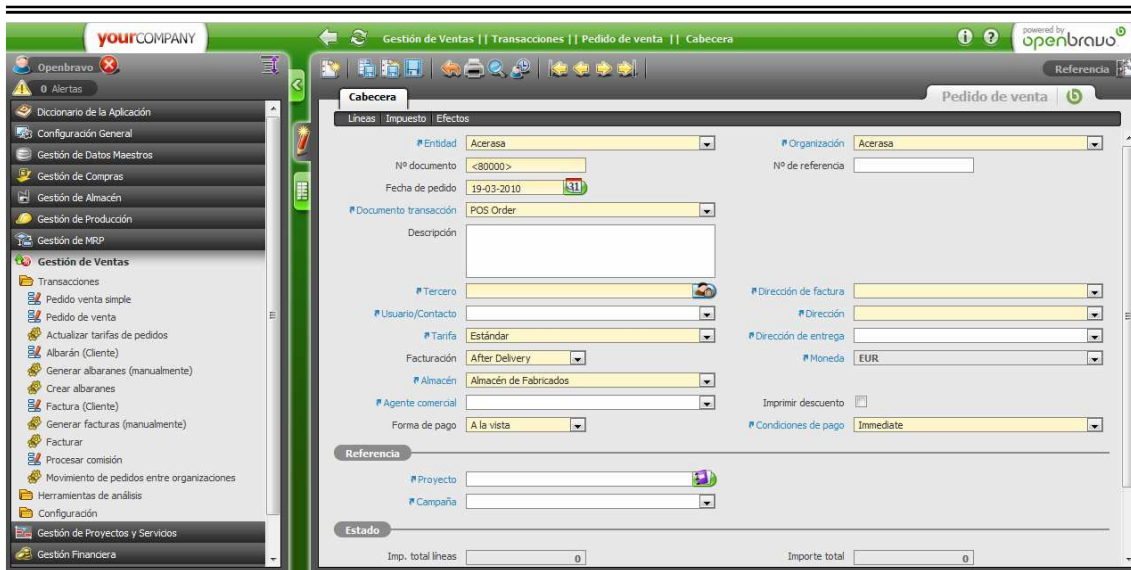 yourCOMPANY
Gestión de Ventas || Transacciones || Pedido de venta || Cabecera
powered by
openbravo
Openbravo
0 Alertas
Referencia
Diccionario de la Aplicación
Configuración General
Gestión de Datos Maestros
Gestión de Compras
Gestión de Almacén
Gestión de Producción
Gestión de MRP
Gestión de Ventas
Transacciones
Pedido venta simple
Pedido de venta
Actualizar tarifas de pedidos
Albarán (Cliente)
Generar albaranes (manualmente)
Crear albaranes
Factura (Cliente)
Generar facturas (manualmente)
Facturar
Procesar comisión
Movimiento de pedidos entre organizaciones
Herramientas de análisis
Configuración
Gestión de Proyectos y Servicios
Gestión Financiera
Cabecera
Pedido de venta
Líneas Impuesto Efectos
Entidad Acerasa Organización Acerasa
Nº documento <80000> Nº de referencia
Fecha de pedido 19-03-2010 31
Documento transacción POS Order
Descripción
Tercero Dirección de factura
Usuario/Contacto Dirección
Tarifa Estándar Dirección de entrega
Facturación After Delivery Moneda EUR
Almacén Almacén de Fabricados
Agente comercial Imprimir descuento
Forma de pago A la vista Condiciones de pago Immediate
Referencia
Proyecto
Campaña
Estado
Imp. total líneas 0 Importe total 0